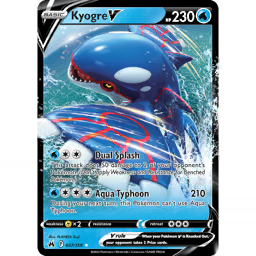 BASIC
Kyogre V
HP 230
Dual Splash
This attack does 50 damage to 2 of your opponent's
Pokémon. (Don't apply Weakness and Resistance for Benched
Pokémon.)
Aqua Typhoon 210
During your next turn, this Pokémon can't use Aqua
Typhoon.
weakness ×2
resistance
retreat
V rule
When your Pokémon V is Knocked Out,
your opponent takes 2 Prize cards.